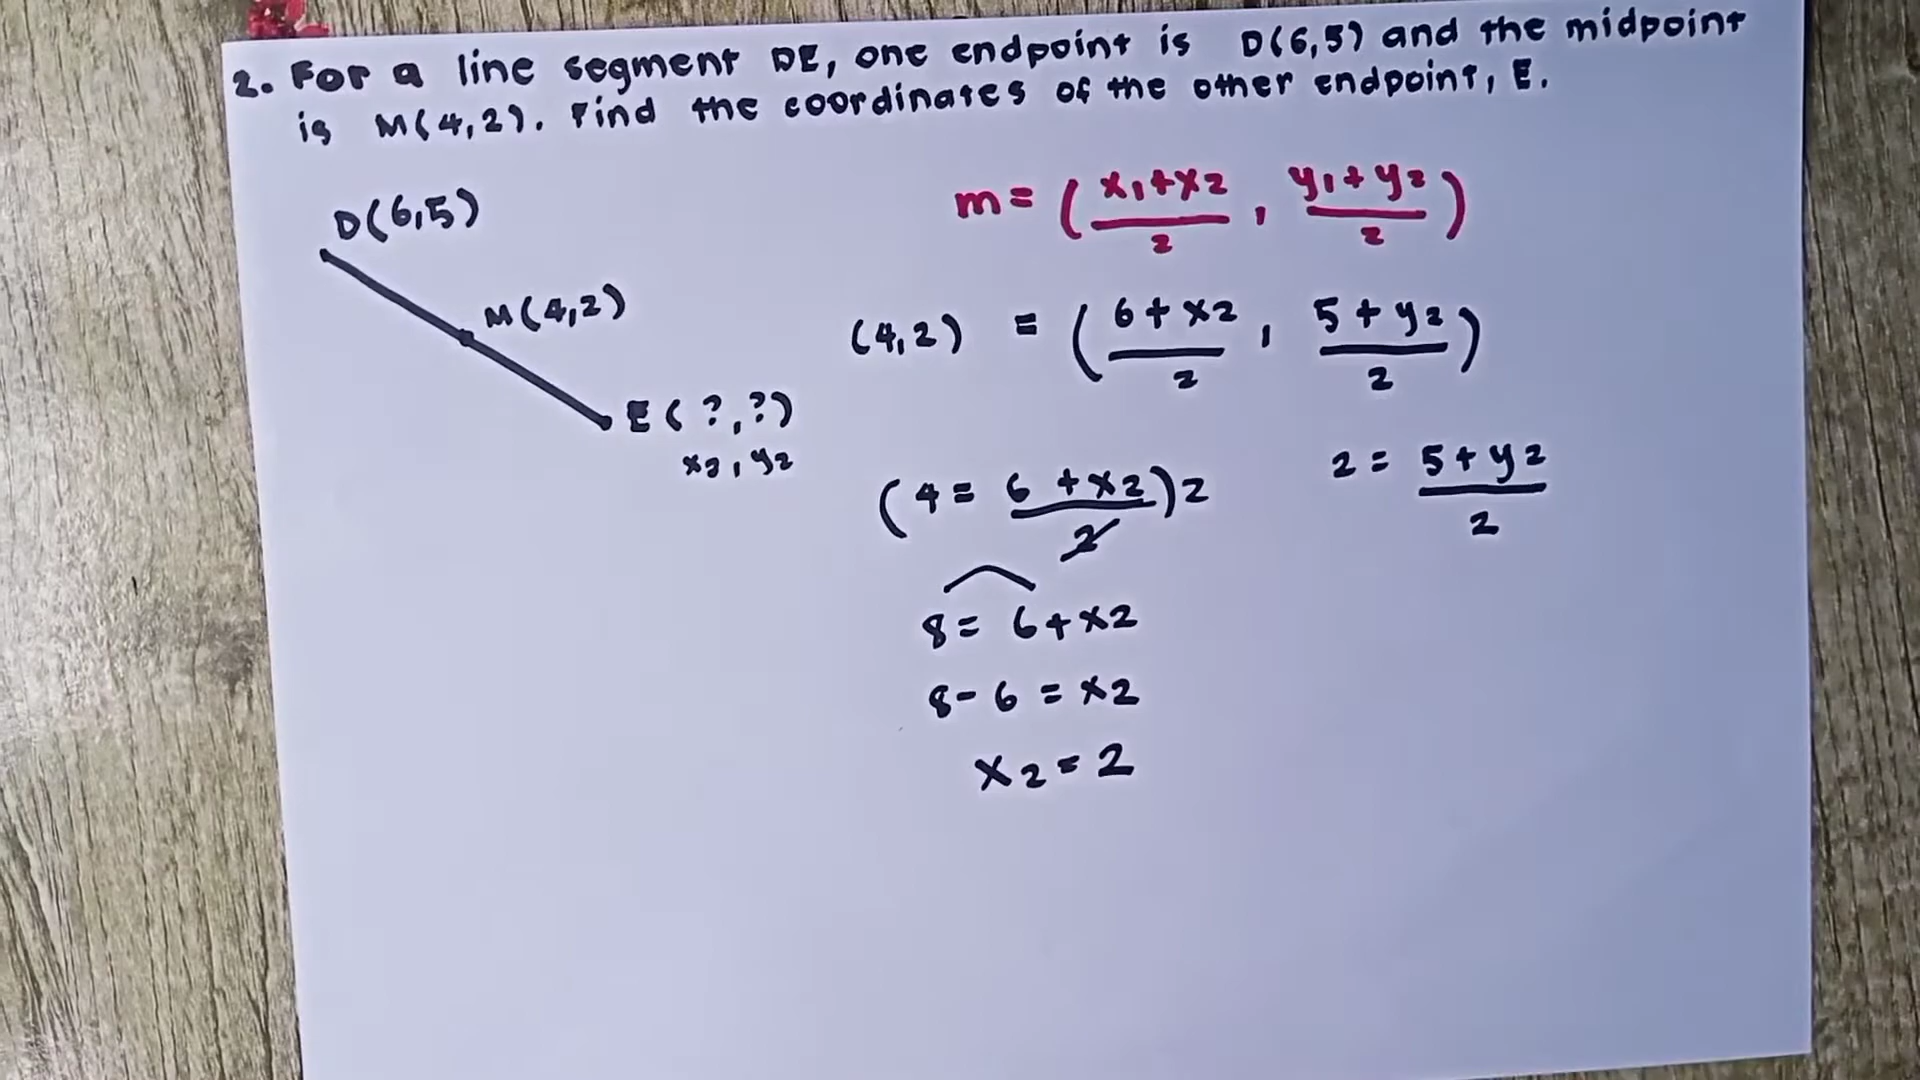 2. For a line segment DE, one endpoint is D(6,5) and the midpoint
is M(4,2). Find the coordinates of the other endpoint, E.
D(6,5)
M(4,2)
E(?,?)
x2, y2
m = (x1+x2/2, y1+y2/2)
(4,2) = (6+x2/2, 5+y2/2)
(4 = 6+x2/2)2
8 = 6+x2
8-6 = x2
x2 = 2
2 = 5+y2/2